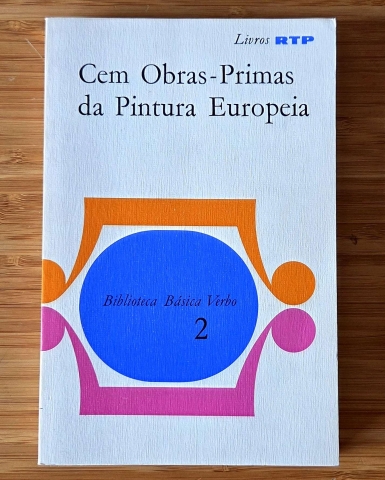 Livros RTP
Cem Obras-Primas
da Pintura Europeia
Biblioteca Básica Verbo
2